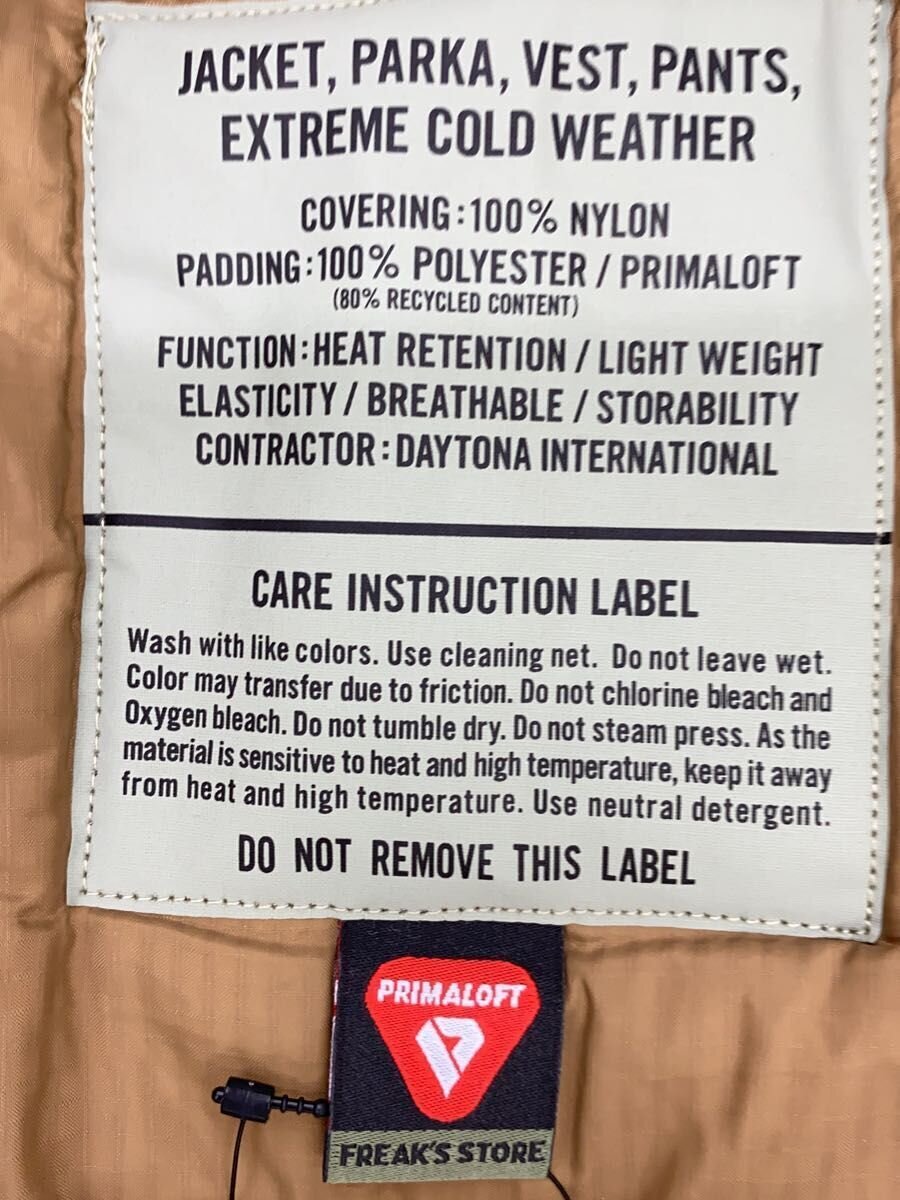 JACKET, PARKA, VEST, PANTS,
EXTREME COLD WEATHER
COVERING:100% NYLON
PADDING:100% POLYESTER / PRIMALOFT
(80% RECYCLED CONTENT)
FUNCTION:HEAT RETENTION / LIGHT WEIGHT
ELASTICITY / BREATHABLE / STORABILITY
CONTRACTOR:DAYTONA INTERNATIONAL
CARE INSTRUCTION LABEL
Wash with like colors. Use cleaning net. Do not leave wet.
Color may transfer due to friction. Do not chlorine bleach and
Oxygen bleach. Do not tumble dry. Do not steam press. As the
material is sensitive to heat and high temperature, keep it away
from heat and high temperature. Use neutral detergent.
DO NOT REMOVE THIS LABEL
PRIMALOFT
FREAK'S STORE